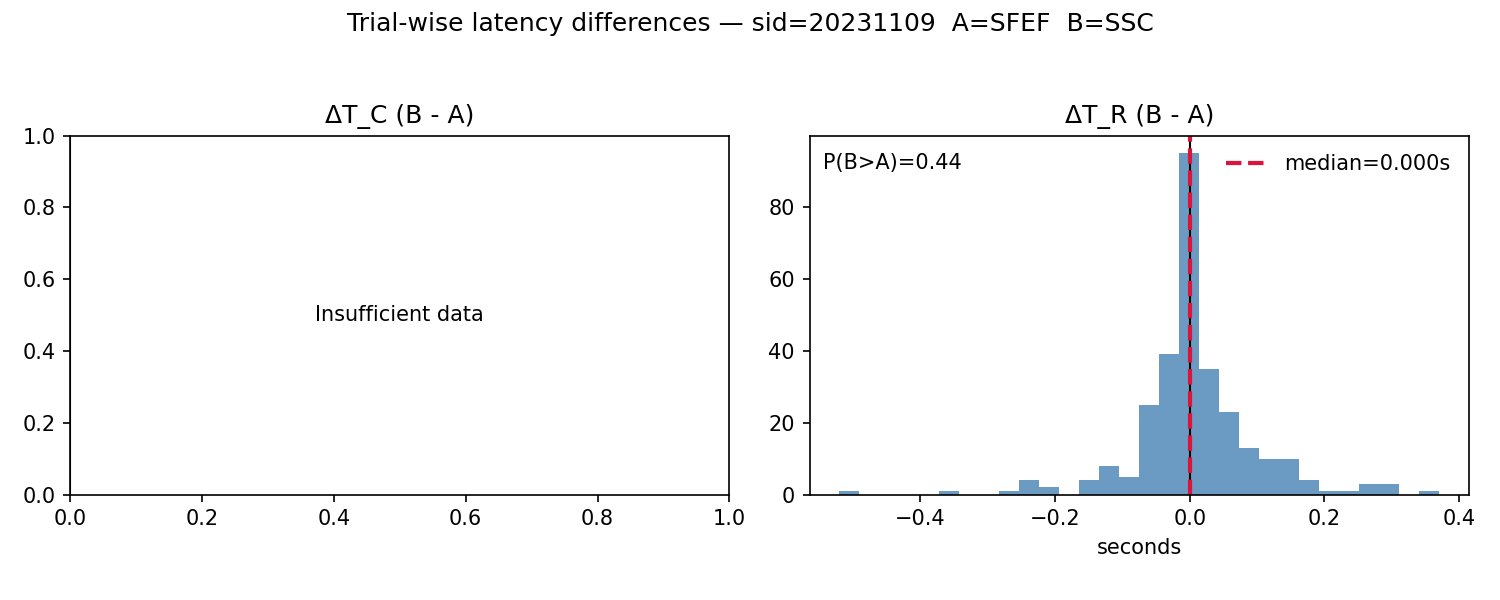 Trial-wise latency differences — sid=20231109  A=SFEF  B=SSC
ΔT_C (B - A)
1.0
0.8
0.6
0.4
0.2
0.0
Insufficient data
0.0 0.2 0.4 0.6 0.8 1.0
ΔT_R (B - A)
P(B>A)=0.44
median=0.000s
80
60
40
20
0
−0.4 −0.2 0.0 0.2 0.4
seconds